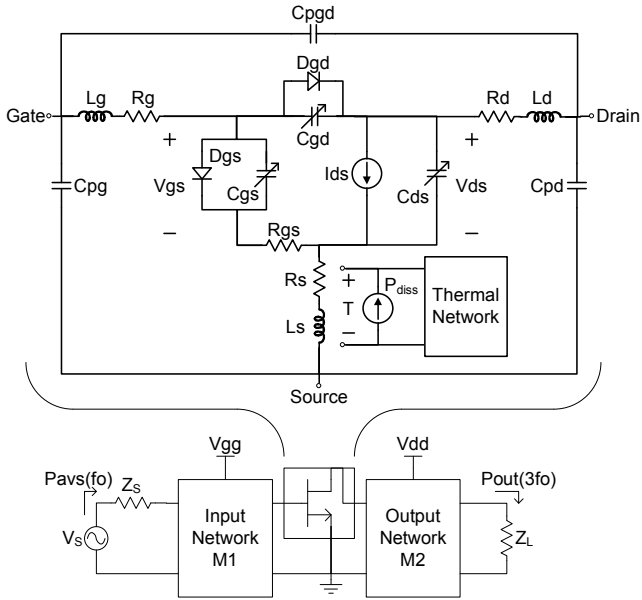 Cpgd
Dgd
Lg Rg Rd Ld
Gate Drain
+ Cgd +
Dgs Ids
Cpg Vgs Cgs Cds Vds Cpd
− −
Rgs
Rs + Pdiss Thermal
T Network
Ls −
Source
Vgg Vdd
Pavs(fo) Pout(3fo)
ZS
Input Network M1 Output Network M2
VS ZL